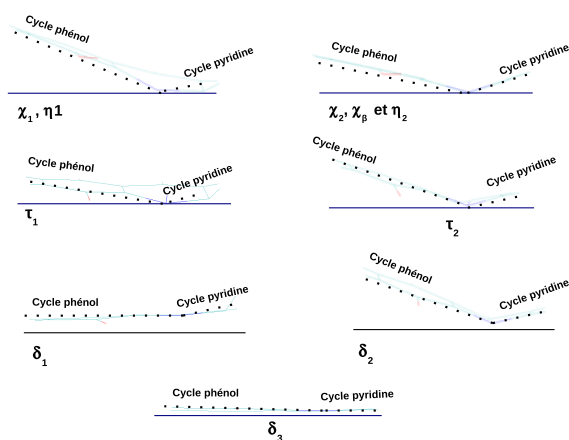 Cycle phénol
Cycle pyridine
χ1, η1
Cycle phénol
Cycle pyridine
χ2, χβ et η2
Cycle phénol
Cycle pyridine
τ1
Cycle phénol
Cycle pyridine
τ2
Cycle phénol
Cycle pyridine
δ1
Cycle phénol
Cycle pyridine
δ2
Cycle phénol
Cycle pyridine
δ3